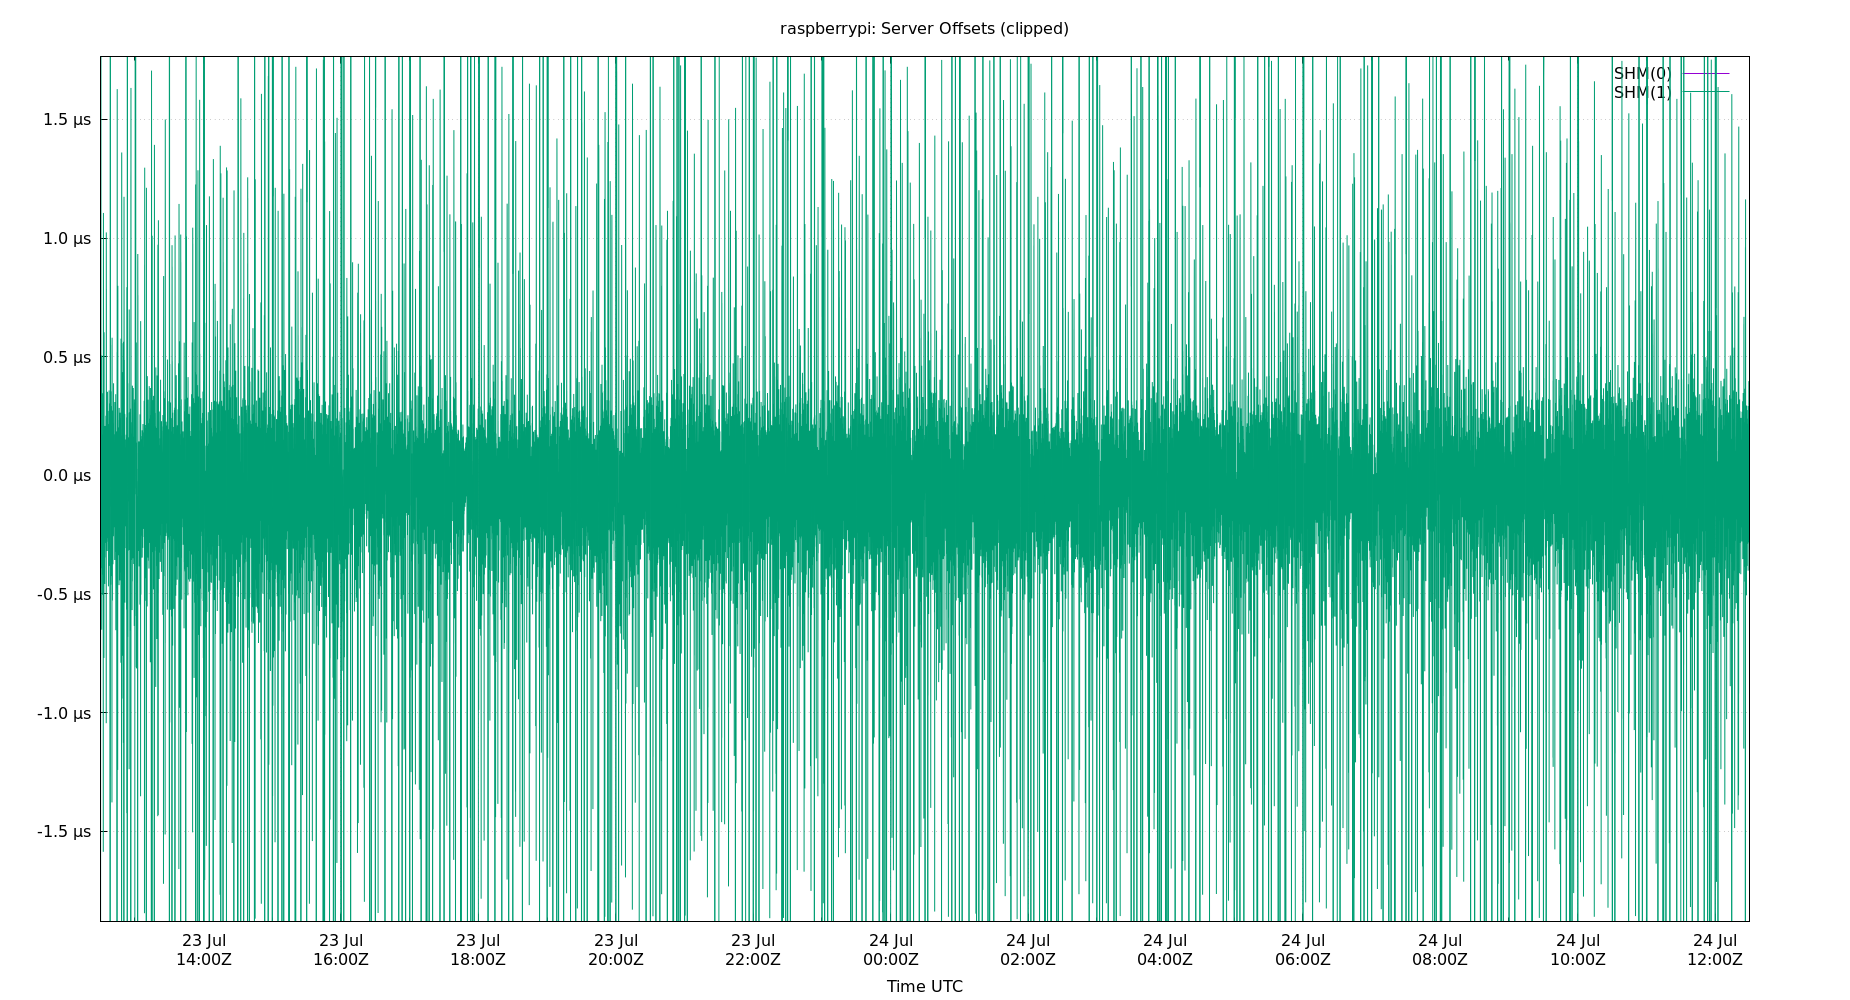 raspberrypi: Server Offsets (clipped)
SHM(0)
SHM(1)
1.5 µs
1.0 µs
0.5 µs
0.0 µs
-0.5 µs
-1.0 µs
-1.5 µs
23 Jul 23 Jul 23 Jul 23 Jul 23 Jul 24 Jul 24 Jul 24 Jul 24 Jul 24 Jul 24 Jul 24 Jul
14:00Z 16:00Z 18:00Z 20:00Z 22:00Z 00:00Z 02:00Z 04:00Z 06:00Z 08:00Z 10:00Z 12:00Z
Time UTC